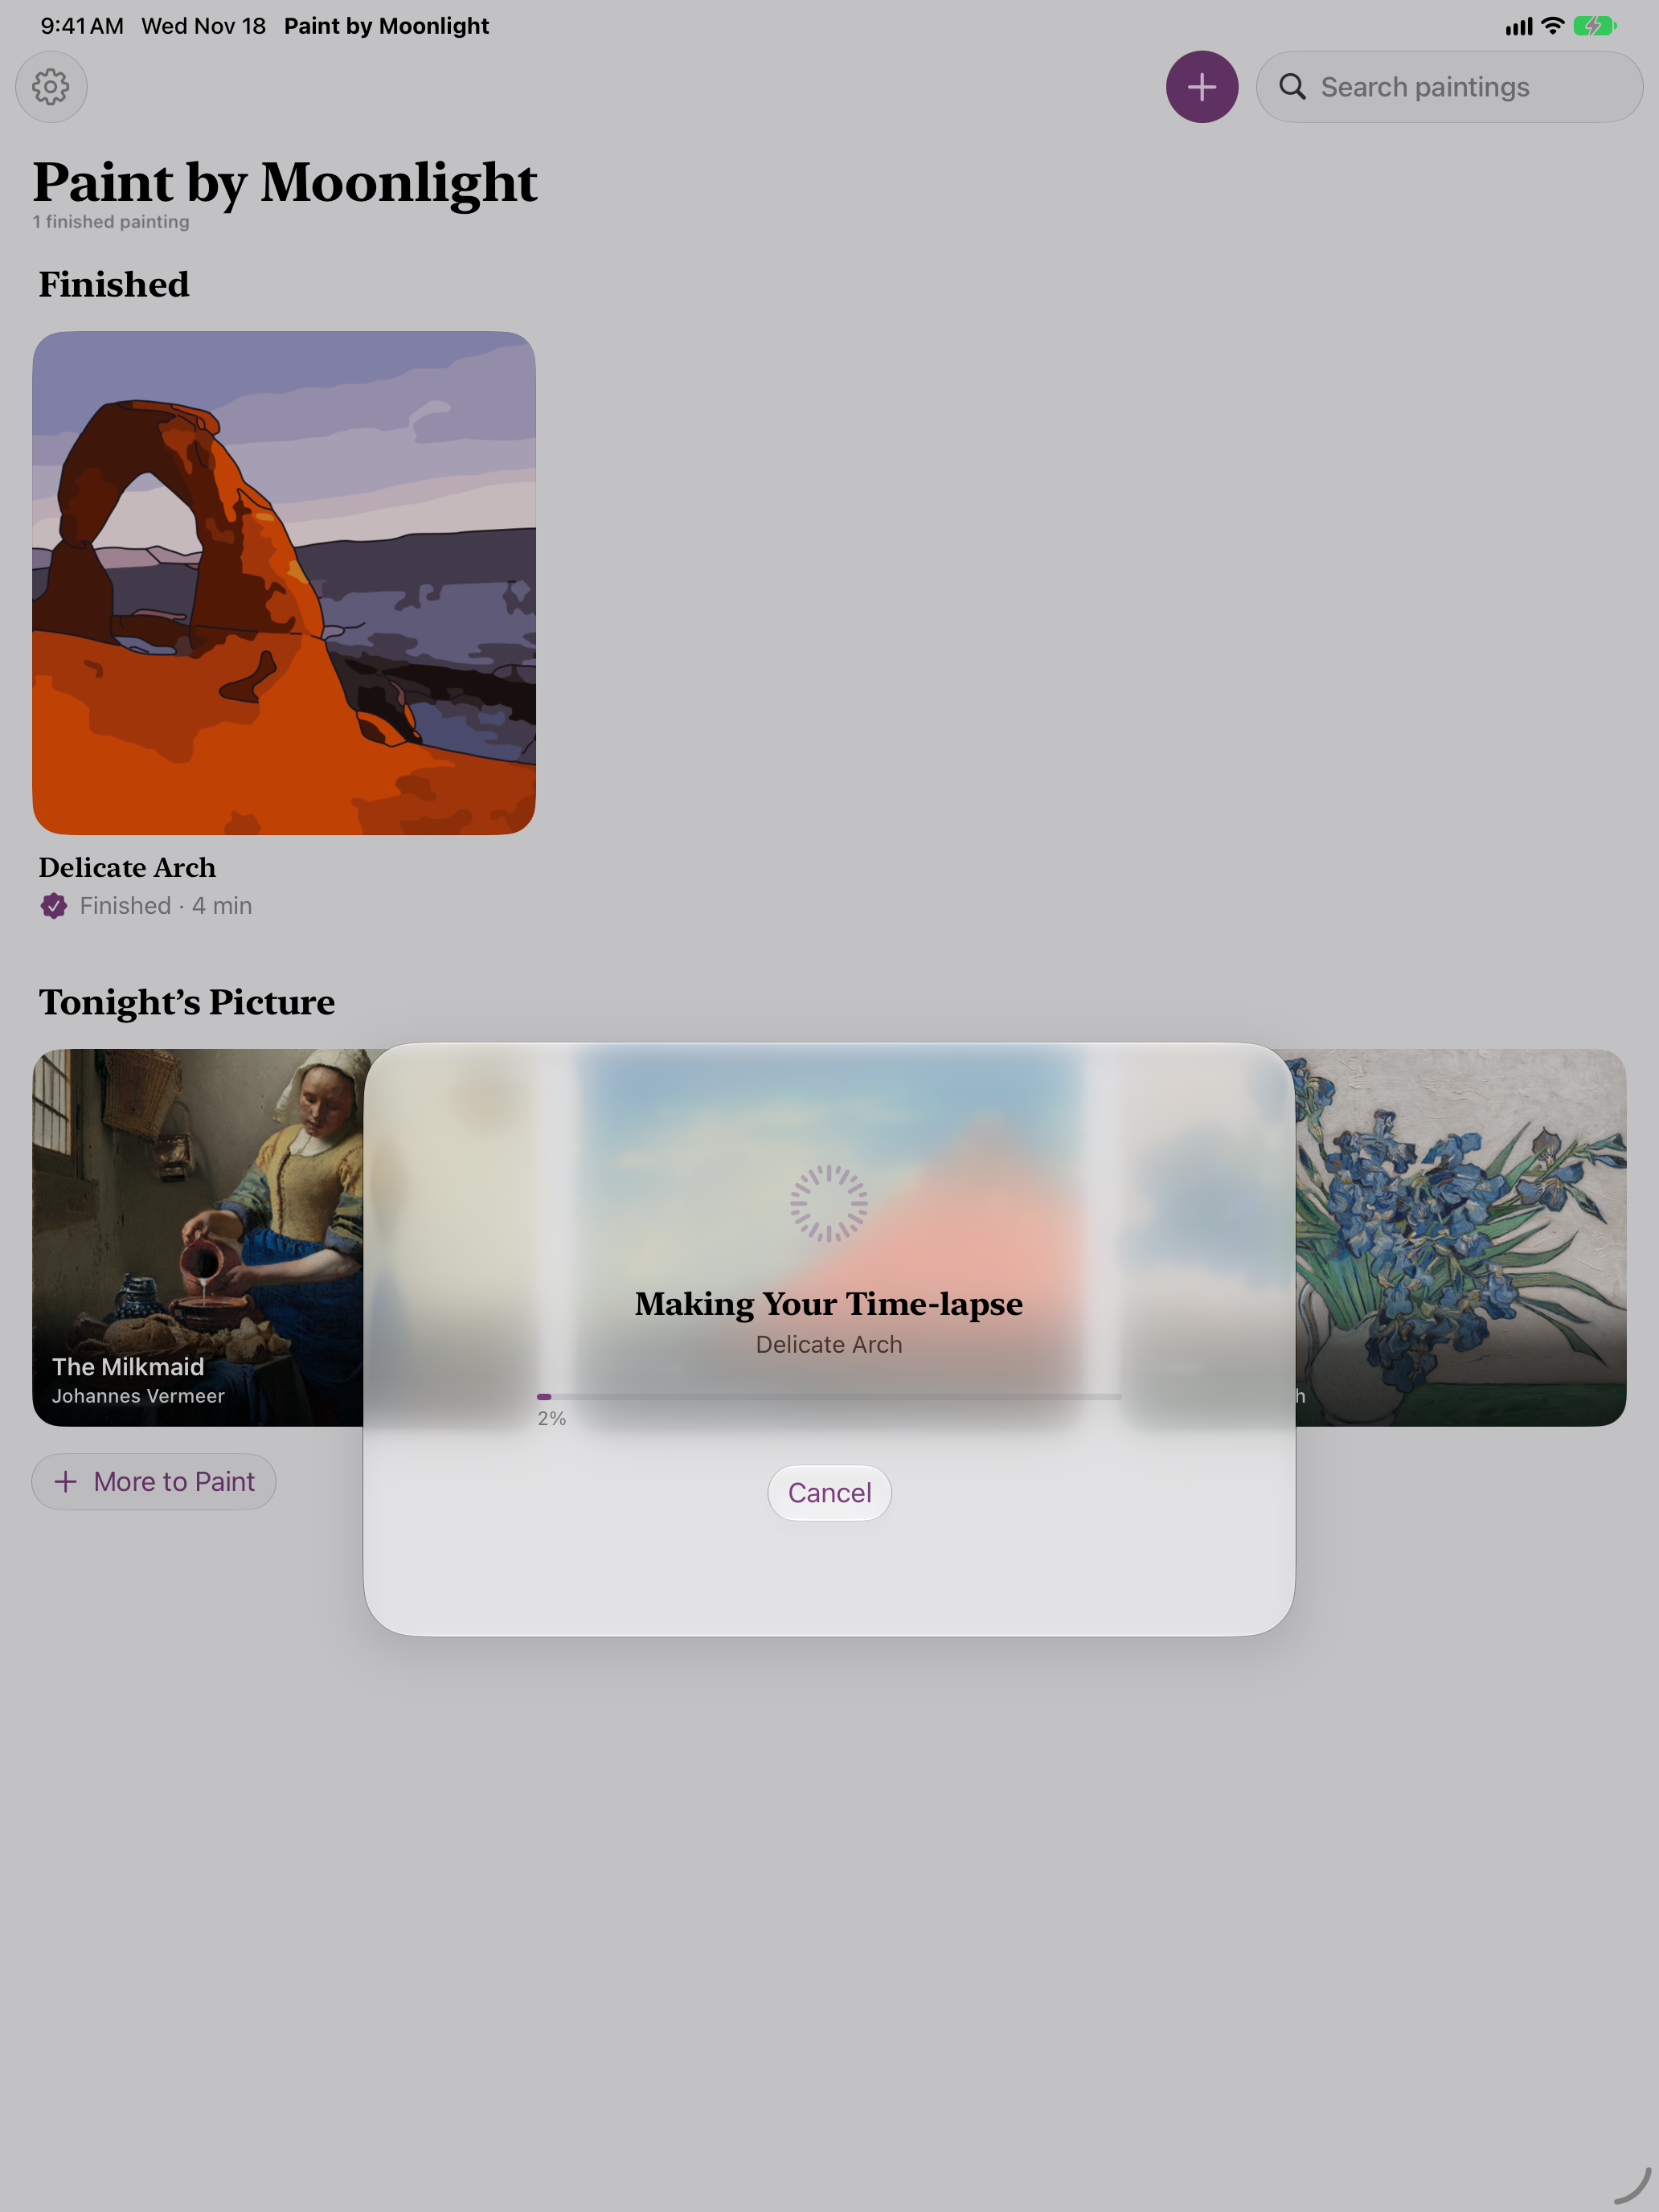 9:41 AM Wed Nov 18 Paint by Moonlight
Search paintings
Paint by Moonlight
1 finished painting
Finished
Delicate Arch
Finished · 4 min
Tonight’s Picture
Making Your Time-lapse
Delicate Arch
The Milkmaid
Johannes Vermeer
h
2%
More to Paint
Cancel